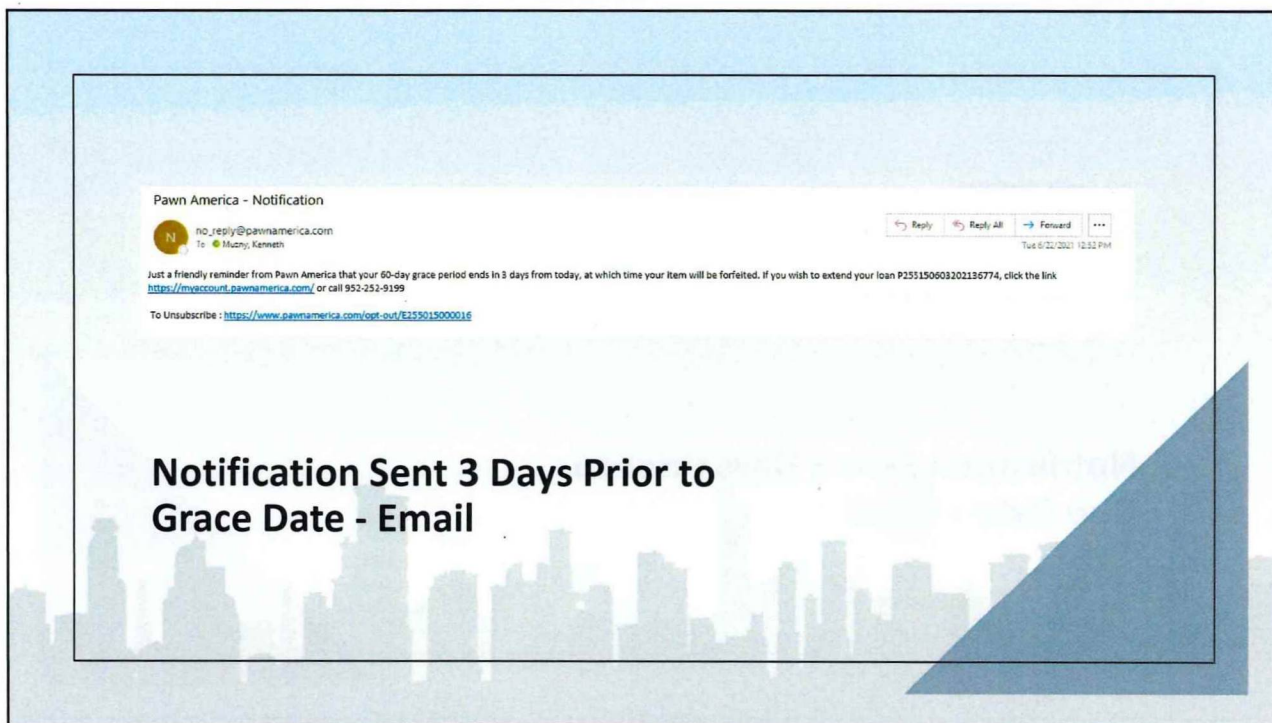 Pawn America - Notification
N
no_reply@pawnamerica.com
To Muzny, Kenneth
Reply Reply All Forward ...
Tue 6/22/2021 12:52 PM
Just a friendly reminder from Pawn America that your 60-day grace period ends in 3 days from today, at which time your item will be forfeited. If you wish to extend your loan P255150603202136774, click the link
https://myaccount.pawnamerica.com/ or call 952-252-9199
To Unsubscribe : https://www.pawnamerica.com/opt-out/E255015000016
Notification Sent 3 Days Prior to
Grace Date - Email